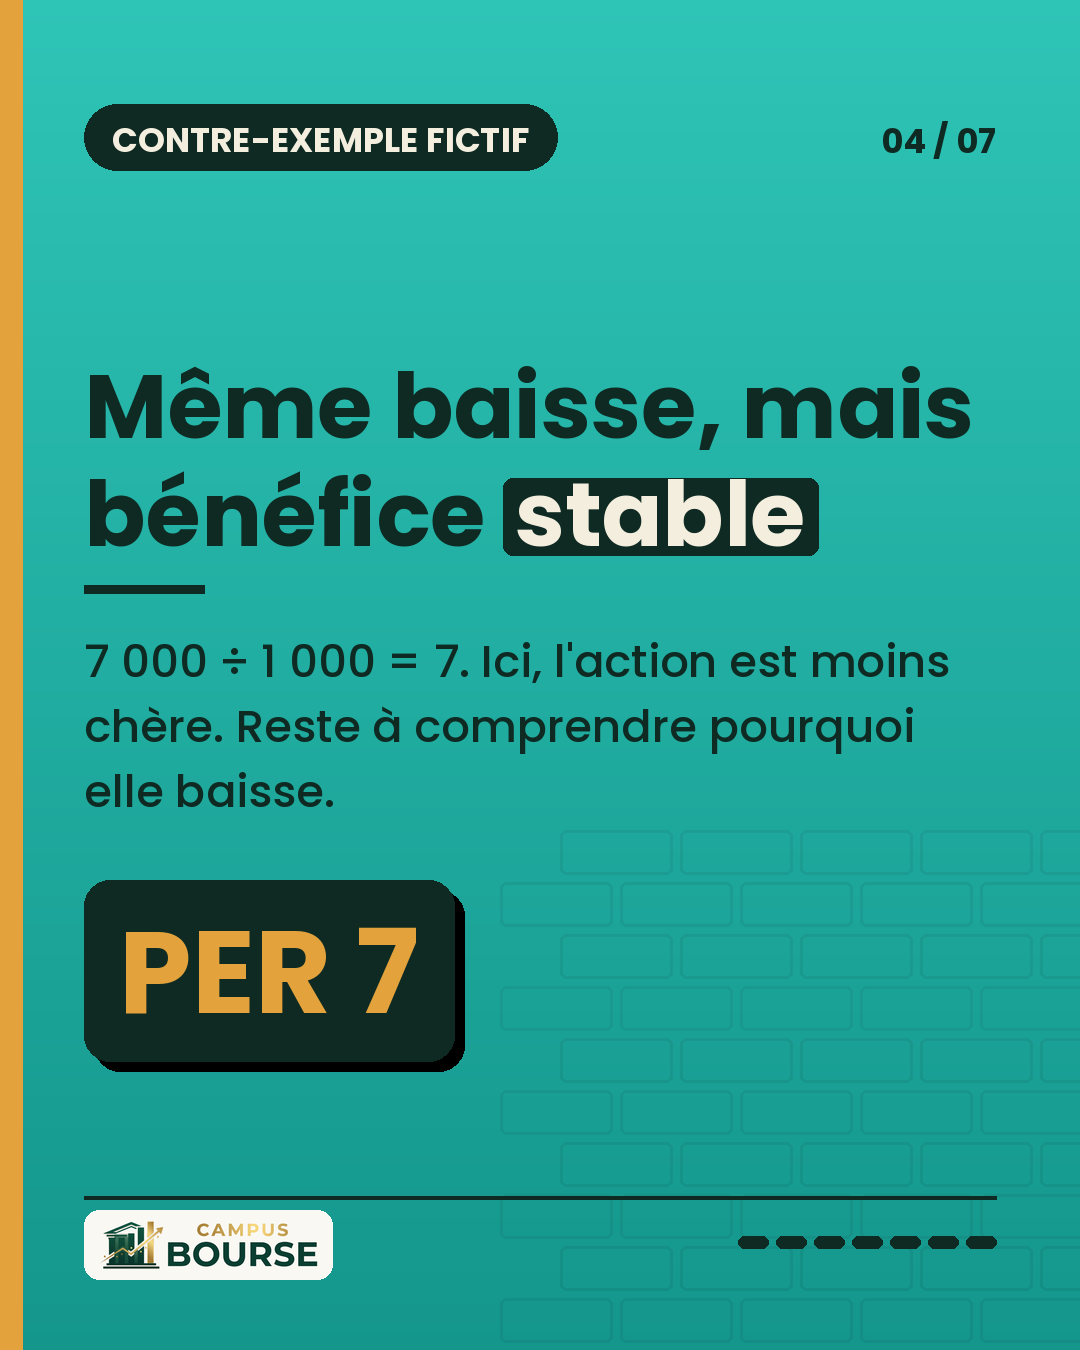 CONTRE-EXEMPLE FICTIF
04 / 07
Même baisse, mais
bénéfice stable
7 000 ÷ 1 000 = 7. Ici, l'action est moins
chère. Reste à comprendre pourquoi
elle baisse.
PER 7
CAMPUS
BOURSE